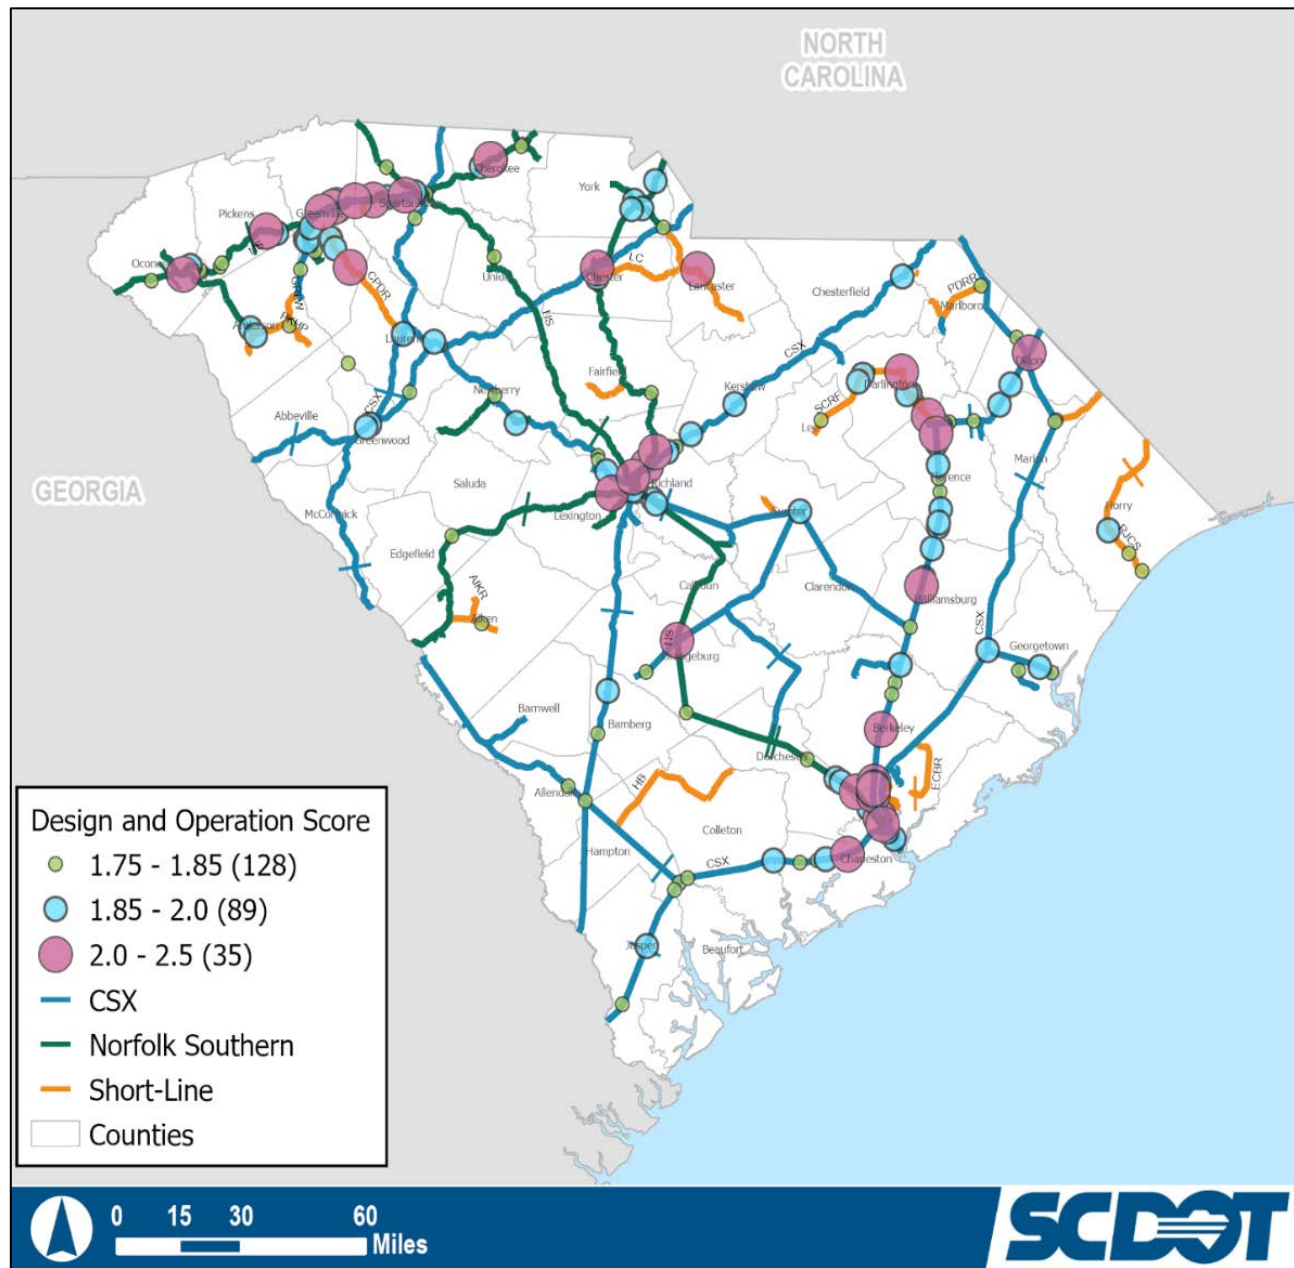 NORTH
CAROLINA
GEORGIA
Cherokee
York
Pickens
Greenville
Oconee
Union
LC
Chester
Lancaster
Chesterfield
PDRR
Marlboro
CPDR
NS
CSX
Dillon
Laurens
Fairfield
Kershaw
Darlington
SCRF
Lee
Newberry
Abbeville
CSX
Greenwood
Marion
Saluda
Richland
Florence
Horry
Lexington
McCormick
RJCS
Sumter
Edgefield
Calhoun
Clarendon
Williamsburg
AIKR
Aiken
CSX
Georgetown
NS
Orangeburg
Barnwell
Bamberg
Berkeley
Dorchester
ECBR
HB
Allendale
Colleton
Hampton
CSX
Charleston
Jasper
Beaufort
Design and Operation Score
1.75 - 1.85 (128)
1.85 - 2.0 (89)
2.0 - 2.5 (35)
CSX
Norfolk Southern
Short-Line
Counties
0 15 30 60
Miles
SCDOT